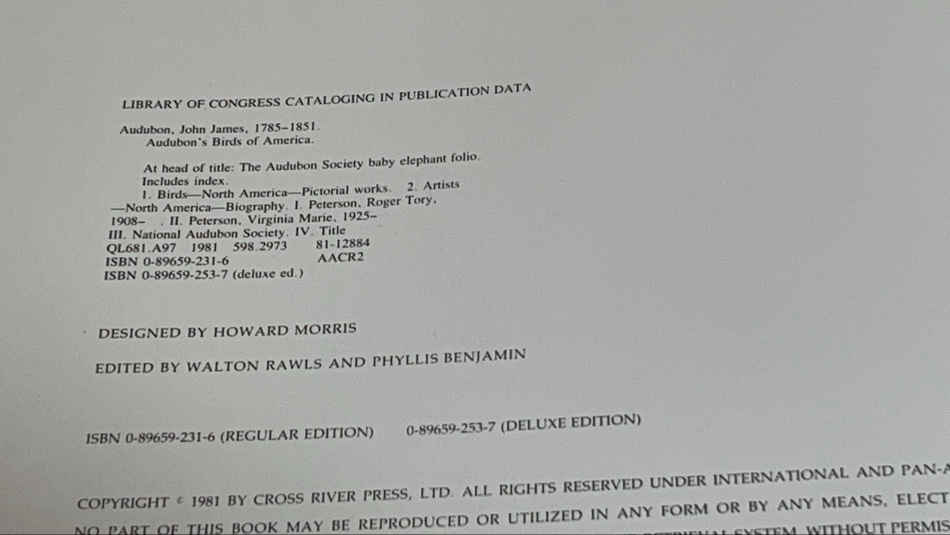 LIBRARY OF CONGRESS CATALOGING IN PUBLICATION DATA
Audubon, John James, 1785–1851.
Audubon's Birds of America.
At head of title: The Audubon Society baby elephant folio.
Includes index.
1. Birds—North America—Pictorial works. 2. Artists
—North America—Biography. I. Peterson, Roger Tory,
1908– . II. Peterson, Virginia Marie, 1925–
III. National Audubon Society. IV. Title
QL681.A97 1981 598.2973 81-12884
ISBN 0-89659-231-6 AACR2
ISBN 0-89659-253-7 (deluxe ed.)
DESIGNED BY HOWARD MORRIS
EDITED BY WALTON RAWLS AND PHYLLIS BENJAMIN
ISBN 0-89659-231-6 (REGULAR EDITION) 0-89659-253-7 (DELUXE EDITION)
COPYRIGHT © 1981 BY CROSS RIVER PRESS, LTD. ALL RIGHTS RESERVED UNDER INTERNATIONAL AND PAN-A
NO PART OF THIS BOOK MAY BE REPRODUCED OR UTILIZED IN ANY FORM OR BY ANY MEANS, ELECT
SYSTEM, WITHOUT PERMIS